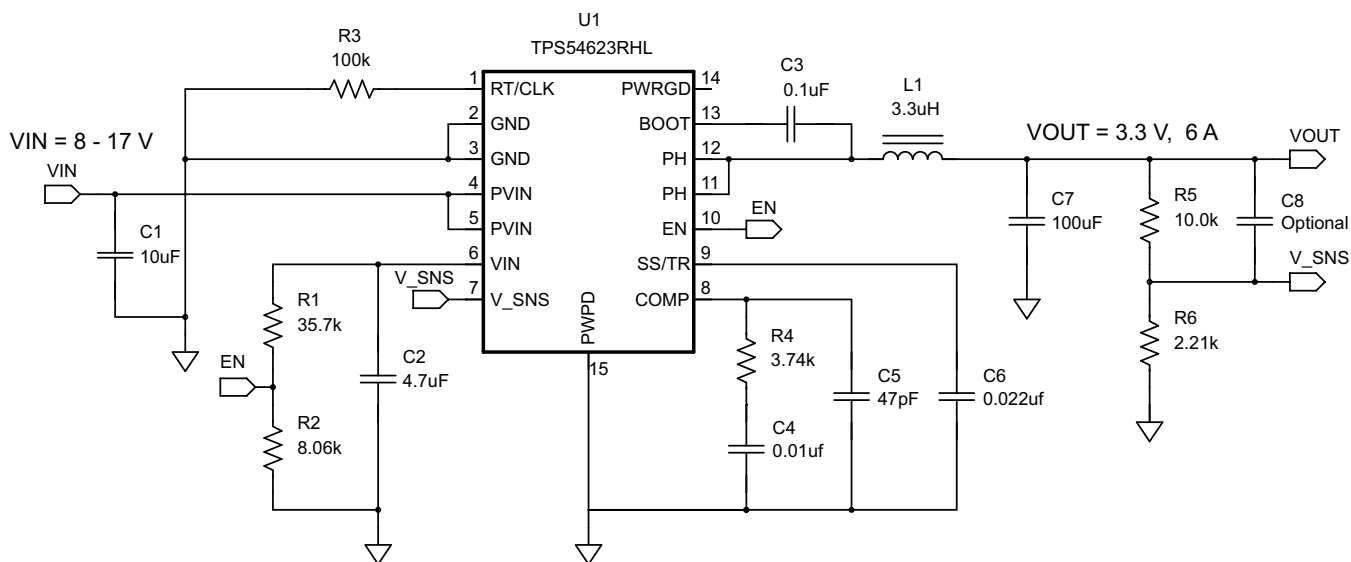 U1
TPS54623RHL
R3
100k
1
RT/CLK
2
GND
3
GND
4
PVIN
5
PVIN
6
VIN
7
V_SNS
PWPD
15
PWRGD
14
BOOT
13
PH
12
PH
11
EN
10
SS/TR
9
COMP
8
VIN = 8 - 17 V
VIN
C1
10uF
V_SNS
R1
35.7k
EN
R2
8.06k
C2
4.7uF
C3
0.1uF
L1
3.3uH
EN
R4
3.74k
C4
0.01uf
C5
47pF
C6
0.022uf
VOUT = 3.3 V, 6 A
VOUT
C7
100uF
R5
10.0k
C8
Optional
V_SNS
R6
2.21k